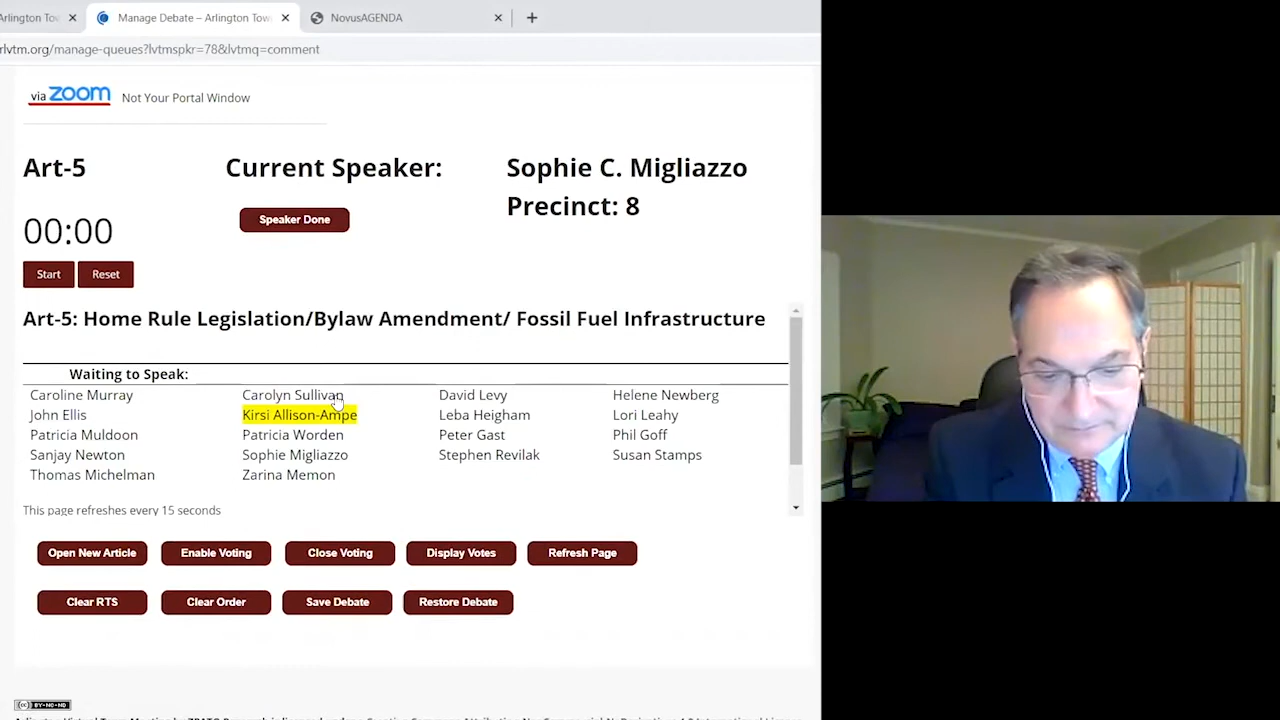 Arlington Tow
Manage Debate – Arlington Tow
NovusAGENDA
rlvtm.org/manage-queues?lvtmspkr=78&lvtmq=comment
via zoom Not Your Portal Window
Art-5 Current Speaker: Sophie C. Migliazzo
Precinct: 8
Speaker Done
00:00
Start Reset
Art-5: Home Rule Legislation/Bylaw Amendment/ Fossil Fuel Infrastructure
Waiting to Speak:
Caroline Murray Carolyn Sullivan David Levy Helene Newberg
John Ellis Kirsi Allison-Ampe Leba Heigham Lori Leahy
Patricia Muldoon Patricia Worden Peter Gast Phil Goff
Sanjay Newton Sophie Migliazzo Stephen Revilak Susan Stamps
Thomas Michelman Zarina Memon
This page refreshes every 15 seconds
Open New Article Enable Voting Close Voting Display Votes Refresh Page
Clear RTS Clear Order Save Debate Restore Debate
BY-NC-ND